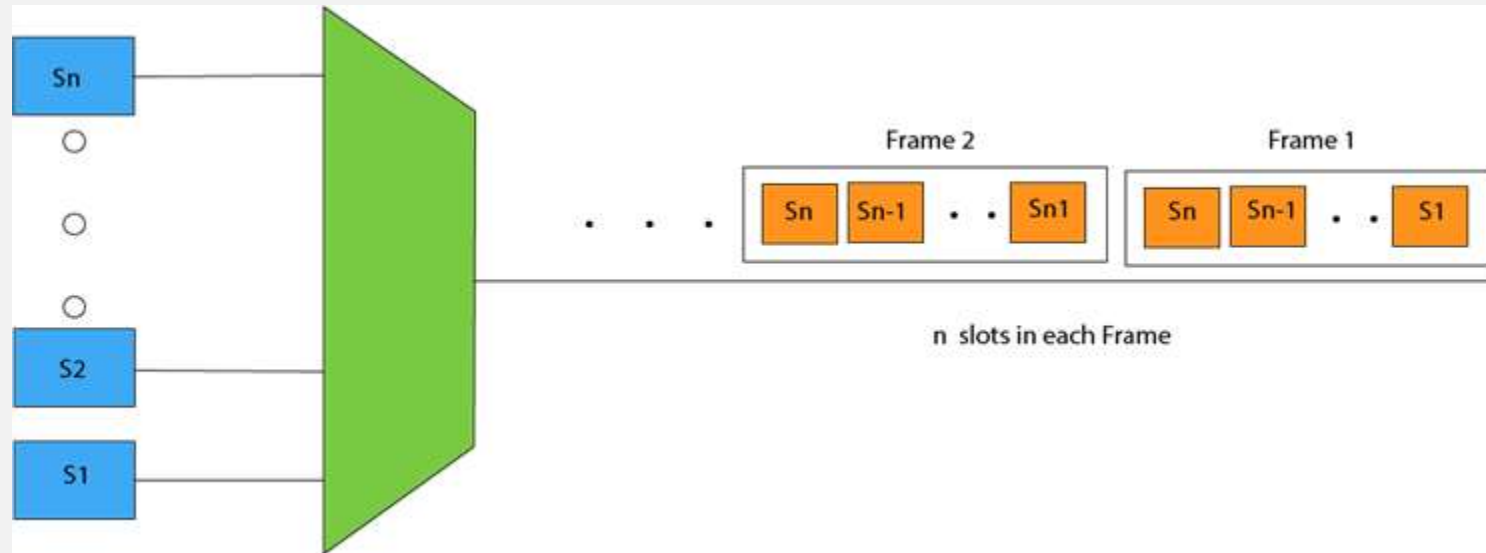 Sn
Frame 2
Frame 1
Sn Sn-1 . . Sn1
Sn Sn-1 . . S1
. . .
n slots in each Frame
S2
S1